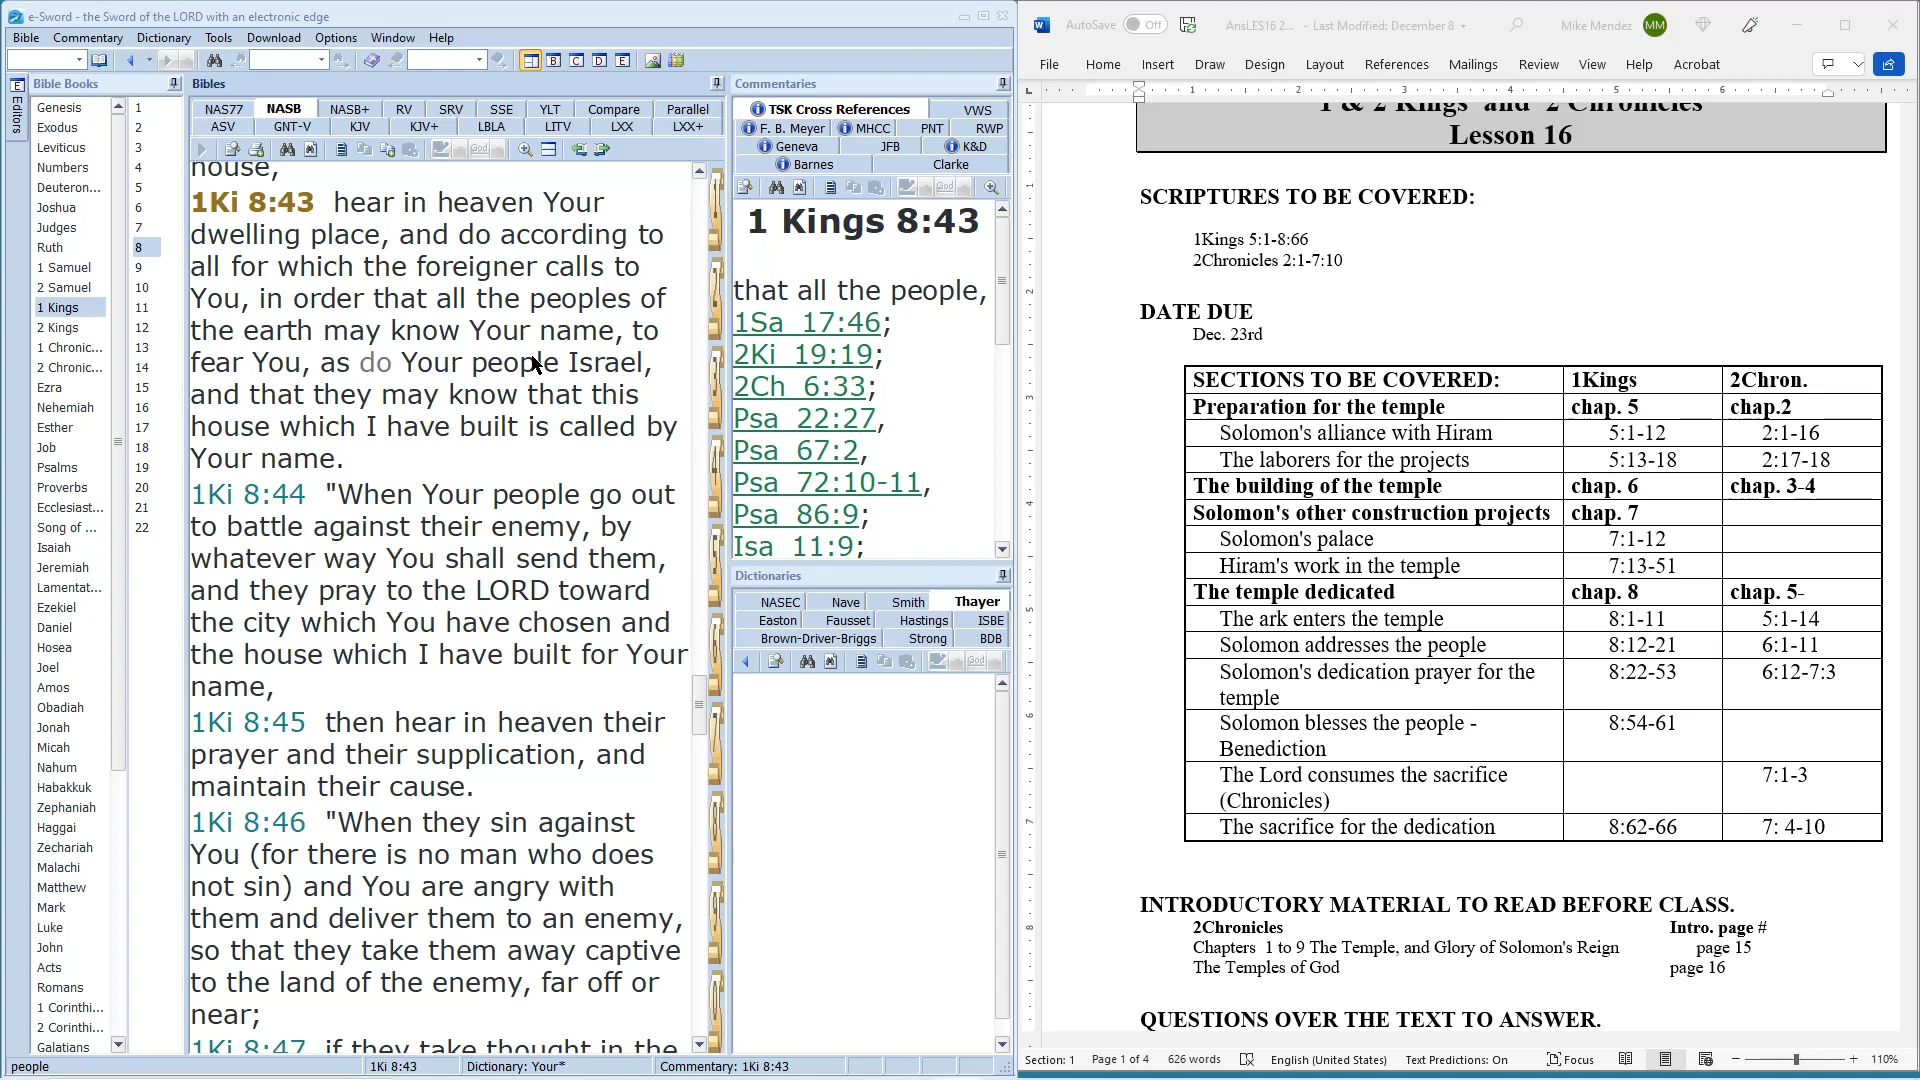 e-Sword - the Sword of the LORD with an electronic edge
Bible Commentary Dictionary Tools Download Options Window Help
Editors
Bible Books
Genesis
Exodus
Leviticus
Numbers
Deuteron...
Joshua
Judges
Ruth
1 Samuel
2 Samuel
1 Kings
2 Kings
1 Chronic...
2 Chronic...
Ezra
Nehemiah
Esther
Job
Psalms
Proverbs
Ecclesiast...
Song of ...
Isaiah
Jeremiah
Lamentat...
Ezekiel
Daniel
Hosea
Joel
Amos
Obadiah
Jonah
Micah
Nahum
Habakkuk
Zephaniah
Haggai
Zechariah
Malachi
Matthew
Mark
Luke
John
Acts
Romans
1 Corinthi...
2 Corinthi...
Galatians
1
2
3
4
5
6
7
8
9
10
11
12
13
14
15
16
17
18
19
20
21
22
Bibles
NAS77 NASB NASB+ RV SRV SSE YLT Compare Parallel
ASV GNT-V KJV KJV+ LBLA LITV LXX LXX+
house,
1Ki 8:43 hear in heaven Your
dwelling place, and do according to
all for which the foreigner calls to
You, in order that all the peoples of
the earth may know Your name, to
fear You, as do Your people Israel,
and that they may know that this
house which I have built is called by
Your name.
1Ki 8:44 "When Your people go out
to battle against their enemy, by
whatever way You shall send them,
and they pray to the LORD toward
the city which You have chosen and
the house which I have built for Your
name,
1Ki 8:45 then hear in heaven their
prayer and their supplication, and
maintain their cause.
1Ki 8:46 "When they sin against
You (for there is no man who does
not sin) and You are angry with
them and deliver them to an enemy,
so that they take them away captive
to the land of the enemy, far off or
near;
1Ki 8:47 if they take thought in the
Commentaries
TSK Cross References VWS
F. B. Meyer MHCC PNT RWP
Geneva JFB K&D
Barnes Clarke
1 Kings 8:43
that all the people,
1Sa 17:46;
2Ki 19:19;
2Ch 6:33;
Psa 22:27,
Psa 67:2,
Psa 72:10-11,
Psa 86:9;
Isa 11:9;
Dictionaries
NASEC Nave Smith Thayer
Easton Fausset Hastings ISBE
Brown-Driver-Briggs Strong BDB
people 1Ki 8:43 Dictionary: Your* Commentary: 1Ki 8:43
AutoSave Off AnsLES16 2... - Last Modified: December 8 Mike Mendez MM
File Home Insert Draw Design Layout References Mailings Review View Help Acrobat
1 2 3 4 5 6
1 & 2 Kings and 2 Chronicles
Lesson 16
SCRIPTURES TO BE COVERED:
1Kings 5:1-8:66
2Chronicles 2:1-7:10
DATE DUE
Dec. 23rd
SECTIONS TO BE COVERED: 1Kings 2Chron.
Preparation for the temple chap. 5 chap.2
Solomon's alliance with Hiram 5:1-12 2:1-16
The laborers for the projects 5:13-18 2:17-18
The building of the temple chap. 6 chap. 3-4
Solomon's other construction projects chap. 7
Solomon's palace 7:1-12
Hiram's work in the temple 7:13-51
The temple dedicated chap. 8 chap. 5-
The ark enters the temple 8:1-11 5:1-14
Solomon addresses the people 8:12-21 6:1-11
Solomon's dedication prayer for the 8:22-53 6:12-7:3
temple
Solomon blesses the people - 8:54-61
Benediction
The Lord consumes the sacrifice 7:1-3
(Chronicles)
The sacrifice for the dedication 8:62-66 7: 4-10
INTRODUCTORY MATERIAL TO READ BEFORE CLASS.
2Chronicles Intro. page #
Chapters 1 to 9 The Temple, and Glory of Solomon's Reign page 15
The Temples of God page 16
QUESTIONS OVER THE TEXT TO ANSWER.
Section: 1 Page 1 of 4 626 words English (United States) Text Predictions: On Focus 110%